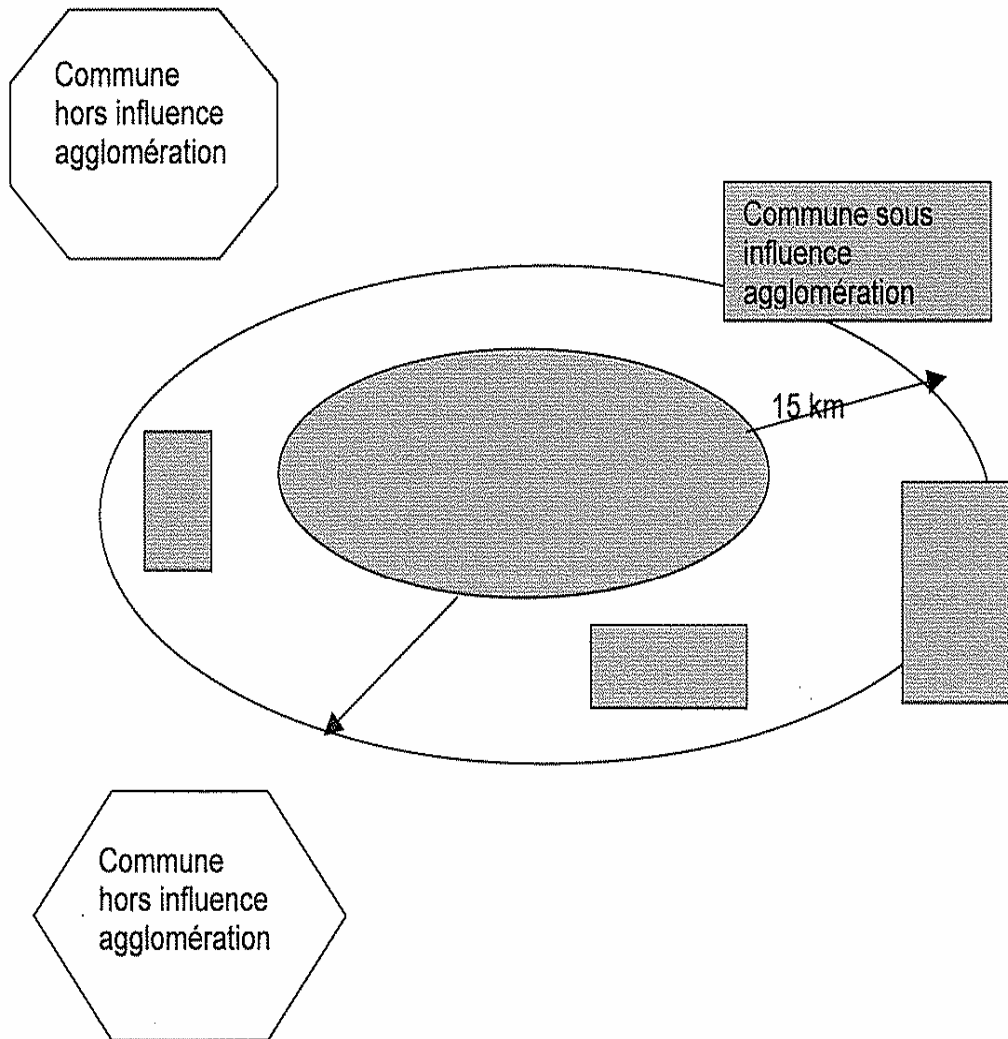 Commune
hors influence
agglomération
Commune sous
influence
agglomération
15 km
Commune
hors influence
agglomération